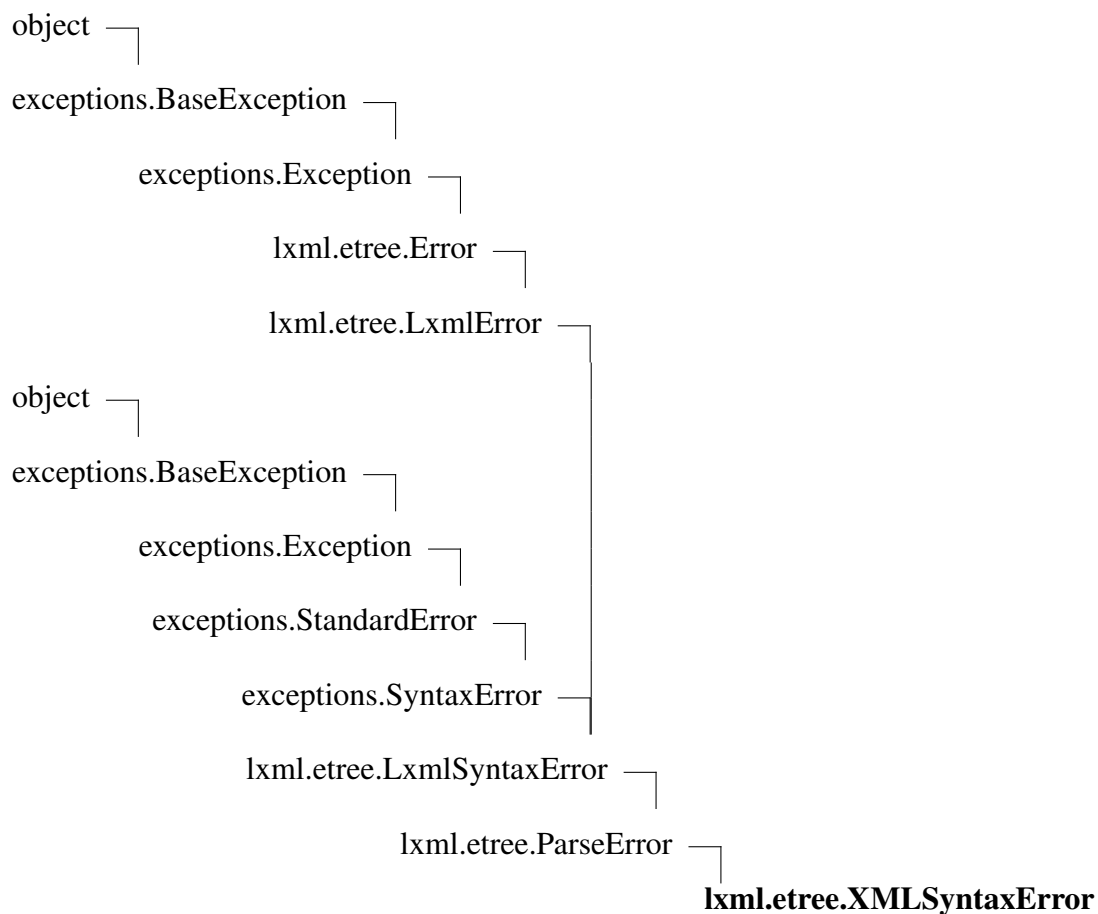 object
exceptions.BaseException
exceptions.Exception
lxml.etree.Error
lxml.etree.LxmlError
object
exceptions.BaseException
exceptions.Exception
exceptions.StandardError
exceptions.SyntaxError
lxml.etree.LxmlSyntaxError
lxml.etree.ParseError
lxml.etree.XMLSyntaxError